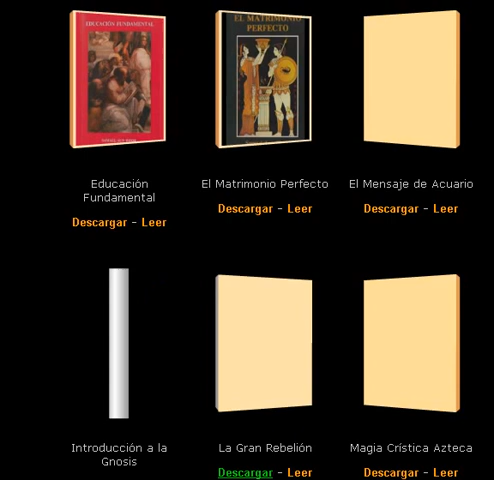 EDUCACIÓN FUNDAMENTAL
EL MATRIMONIO
PERFECTO
Educación
Fundamental
Descargar - Leer
El Matrimonio Perfecto
Descargar - Leer
El Mensaje de Acuario
Descargar - Leer
Introducción a la
Gnosis
La Gran Rebelión
Descargar - Leer
Magia Crística Azteca
Descargar - Leer